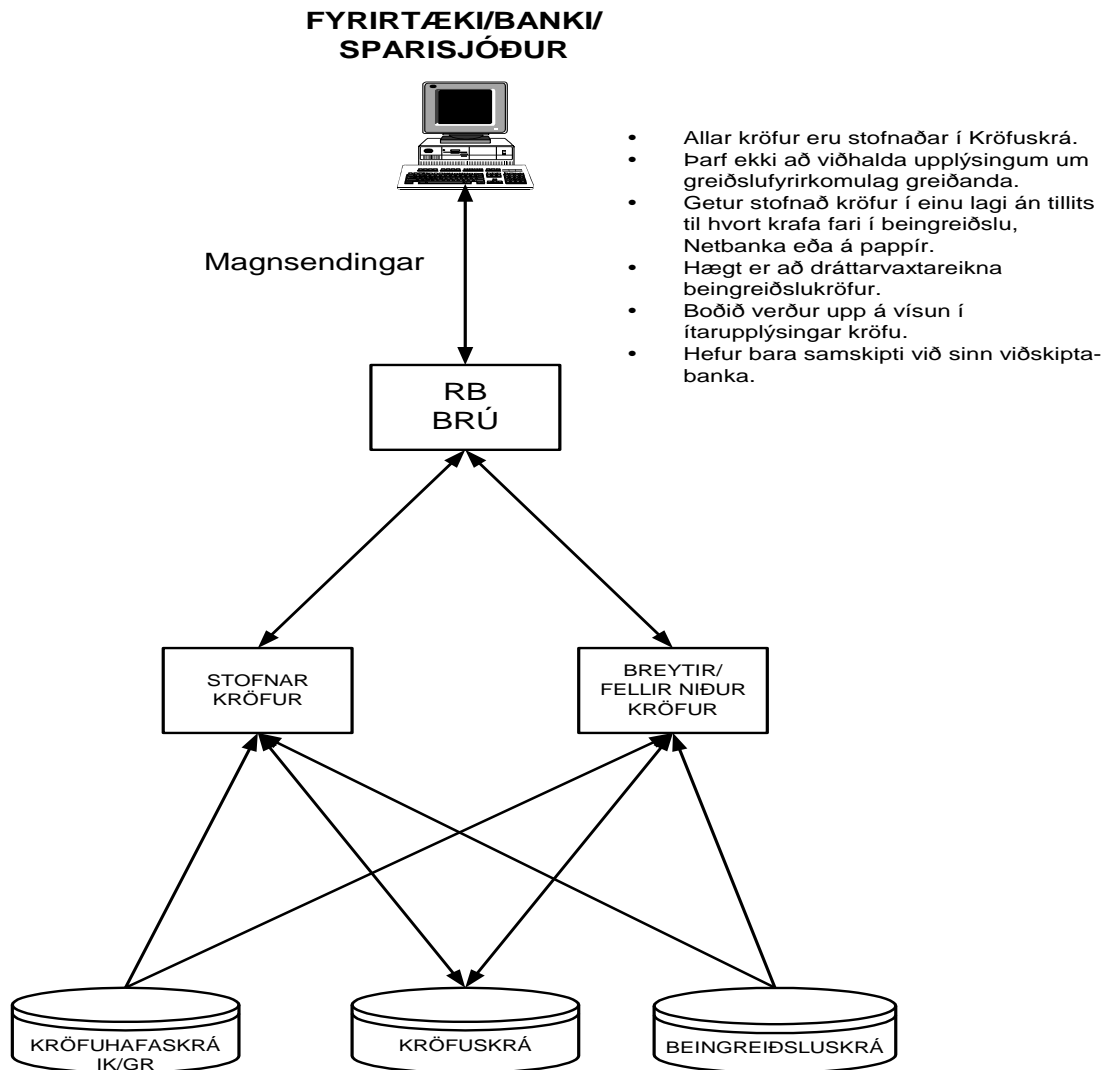 FYRIRTÆKI/BANKI/
SPARISJÓÐUR
• Allar kröfur eru stofnaðar í Kröfuskrá.
• Þarf ekki að viðhalda upplýsingum um
greiðslufyrirkomulag greiðanda.
• Getur stofnað kröfur í einu lagi án tillits
til hvort krafa fari í beingreiðslu,
Netbanka eða á pappír.
• Hægt er að dráttarvaxtareikna
beingreiðslukröfur.
• Boðið verður upp á vísun í
ítarupplýsingar kröfu.
• Hefur bara samskipti við sinn viðskipta-
banka.
Magnsendingar
RB
BRÚ
STOFNAR
KRÖFUR
BREYTIR/
FELLIR NIÐUR
KRÖFUR
KRÖFUHAFASKRÁ
IK/GR
KRÖFUSKRÁ
BEINGREIÐSLUSKRÁ